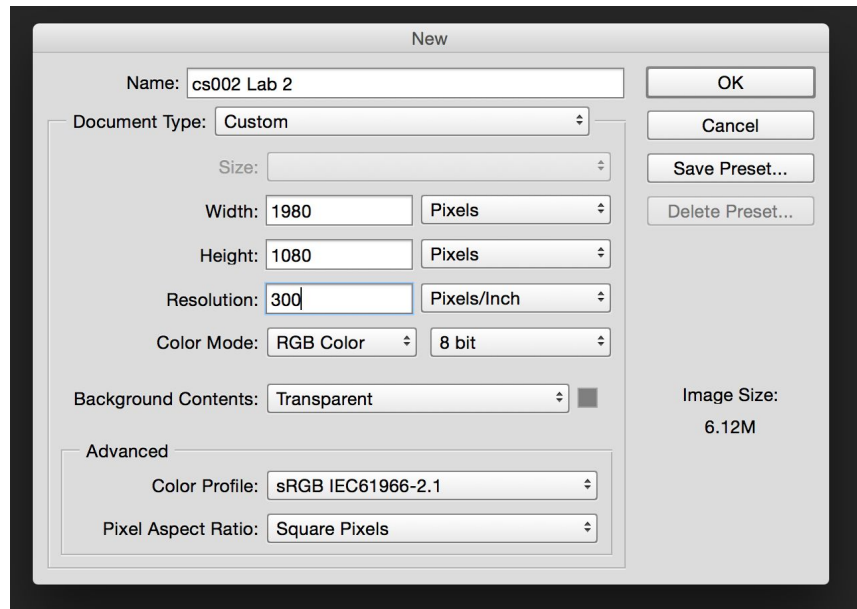 New
Name: cs002 Lab 2
OK
Document Type: Custom
Cancel
Size:
Save Preset...
Width: 1980 Pixels
Delete Preset...
Height: 1080 Pixels
Resolution: 300 Pixels/Inch
Color Mode: RGB Color 8 bit
Background Contents: Transparent
Image Size:
6.12M
Advanced
Color Profile: sRGB IEC61966-2.1
Pixel Aspect Ratio: Square Pixels